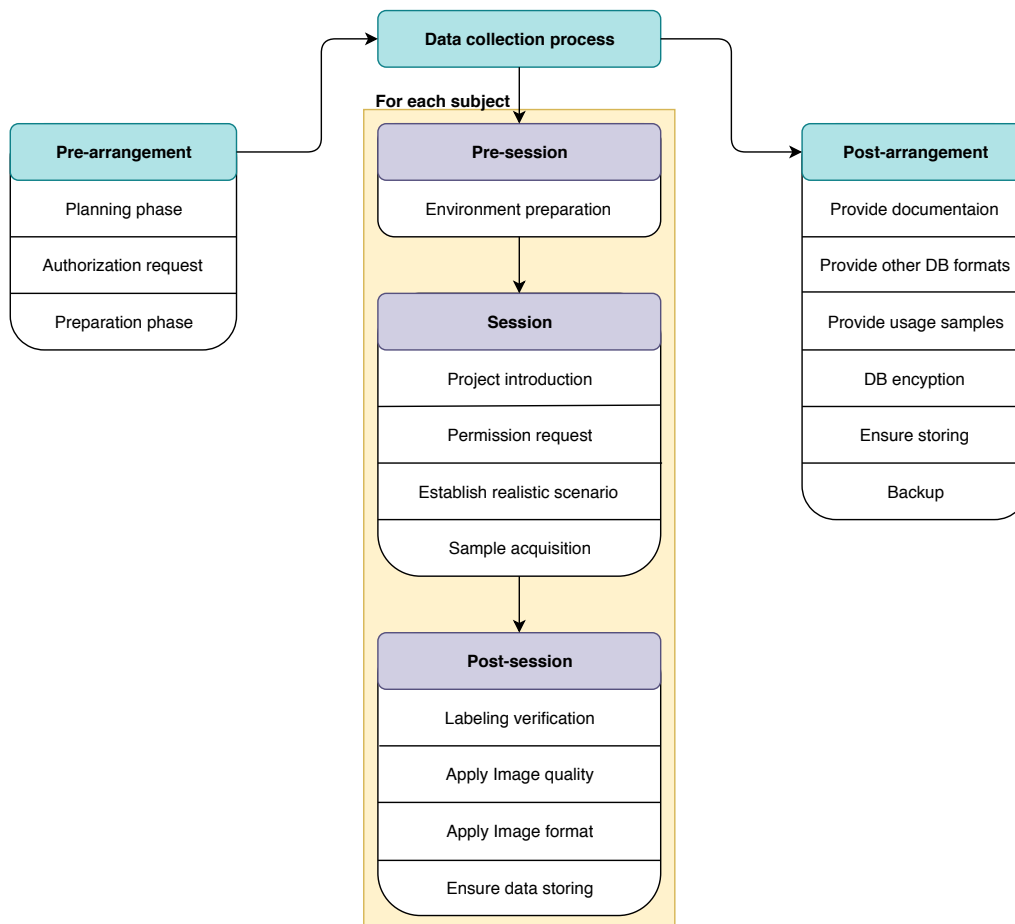 Data collection process
For each subject
Pre-arrangement
Planning phase
Authorization request
Preparation phase
Pre-session
Environment preparation
Session
Project introduction
Permission request
Establish realistic scenario
Sample acquisition
Post-session
Labeling verification
Apply Image quality
Apply Image format
Ensure data storing
Post-arrangement
Provide documentaion
Provide other DB formats
Provide usage samples
DB encyption
Ensure storing
Backup